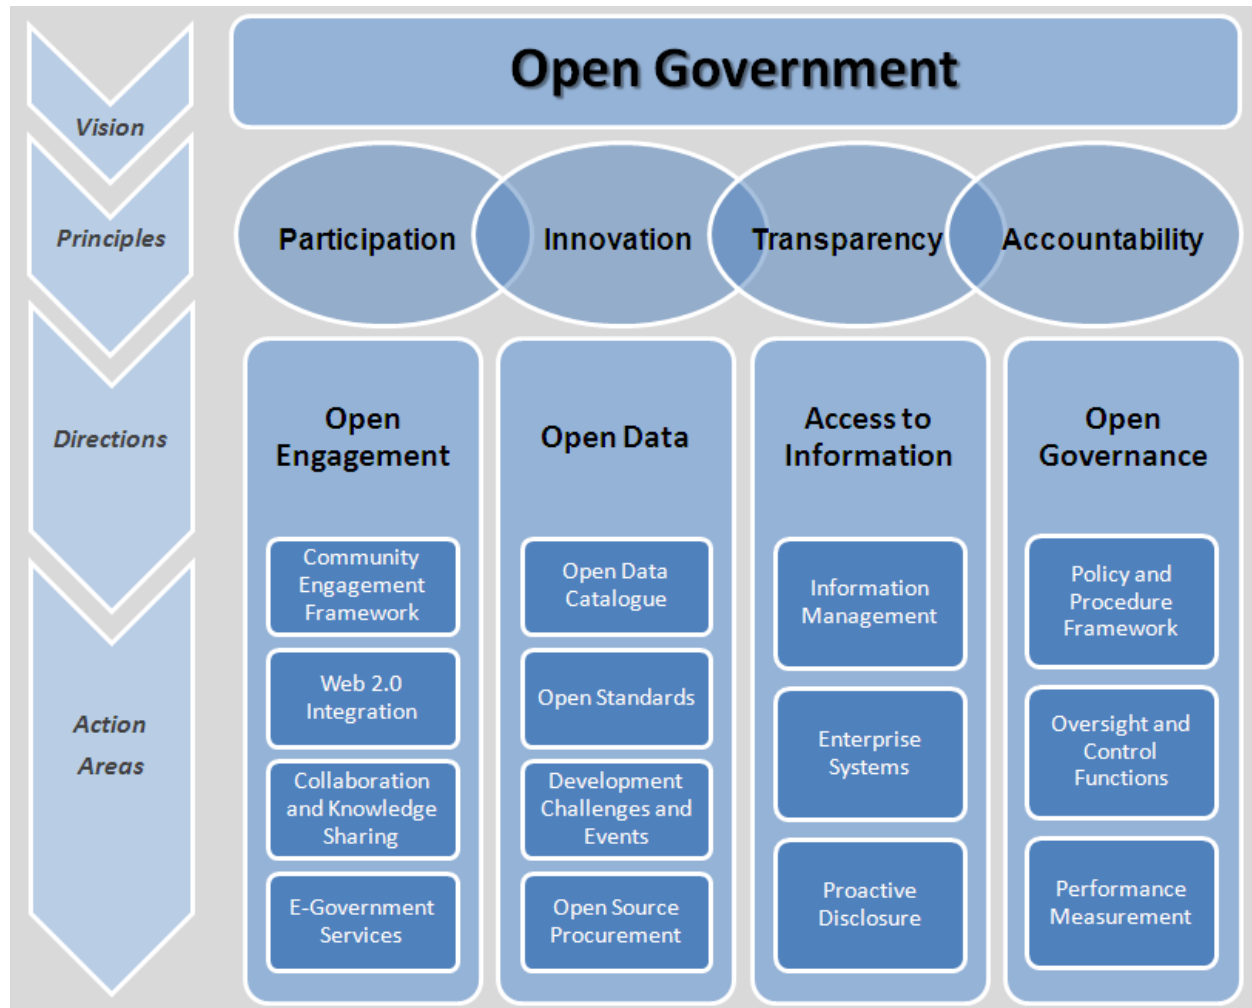 Open Government
Vision
Principles
Participation
Innovation
Transparency
Accountability
Directions
Open
Engagement
Open Data
Access to
Information
Open
Governance
Action
Areas
Community
Engagement
Framework
Web 2.0
Integration
Collaboration
and Knowledge
Sharing
E-Government
Services
Open Data
Catalogue
Open Standards
Development
Challenges and
Events
Open Source
Procurement
Information
Management
Enterprise
Systems
Proactive
Disclosure
Policy and
Procedure
Framework
Oversight and
Control
Functions
Performance
Measurement